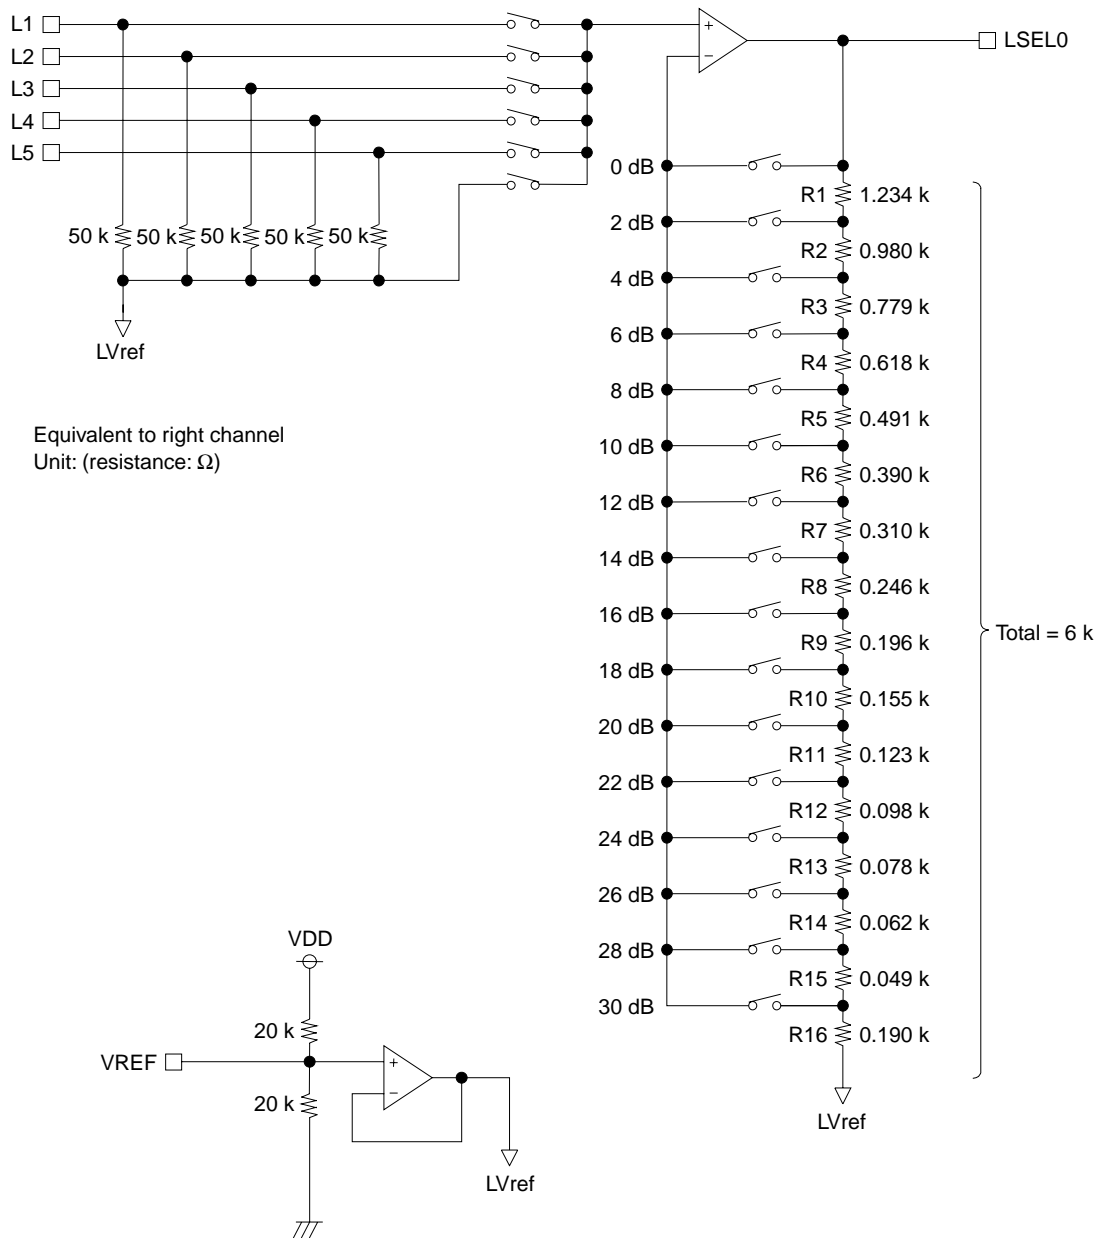 L1
L2
L3
L4
L5
50 k 50 k 50 k 50 k 50 k
LVref
Equivalent to right channel
Unit: (resistance: Ω)
+
−
LSEL0
0 dB
R1 1.234 k
2 dB
R2 0.980 k
4 dB
R3 0.779 k
6 dB
R4 0.618 k
8 dB
R5 0.491 k
10 dB
R6 0.390 k
12 dB
R7 0.310 k
14 dB
R8 0.246 k
16 dB
R9 0.196 k
18 dB
R10 0.155 k
20 dB
R11 0.123 k
22 dB
R12 0.098 k
24 dB
R13 0.078 k
26 dB
R14 0.062 k
28 dB
R15 0.049 k
30 dB
R16 0.190 k
LVref
Total = 6 k
VDD
20 k
VREF
20 k
+
−
LVref